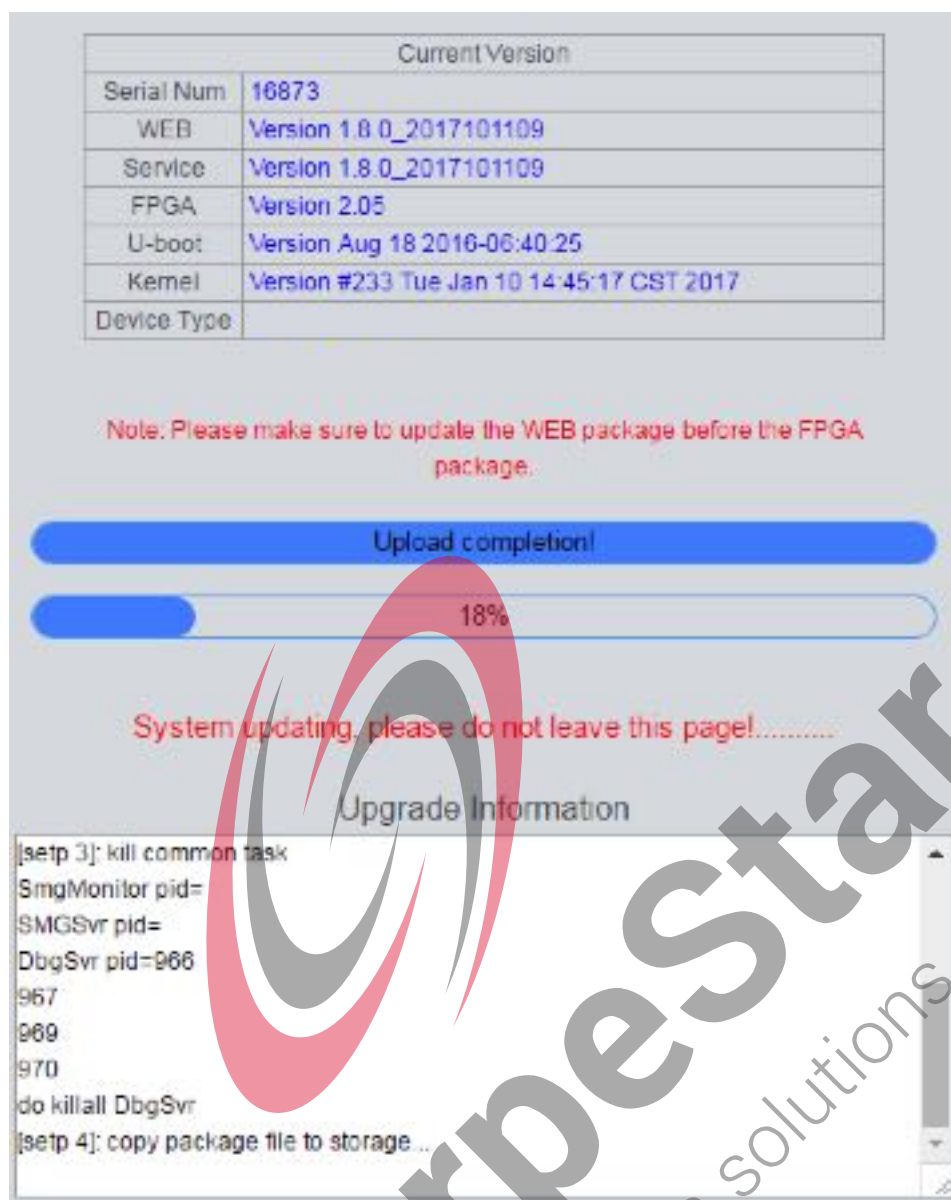 Current Version
Serial Num 16873
WEB Version 1.8.0_2017101109
Service Version 1.8.0_2017101109
FPGA Version 2.05
U-boot Version Aug 18 2016-06:40:25
Kernel Version #233 Tue Jan 10 14:45:17 CST 2017
Device Type
Note: Please make sure to update the WEB package before the FPGA
package.
Upload completion!
18%
System updating, please do not leave this page!..........
Upgrade Information
[setp 3]: kill common task
SmgMonitor pid=
SMGSvr pid=
DbgSvr pid=966
967
969
970
do killall DbgSvr
[setp 4]: copy package file to storage...
rpeStar
solutions